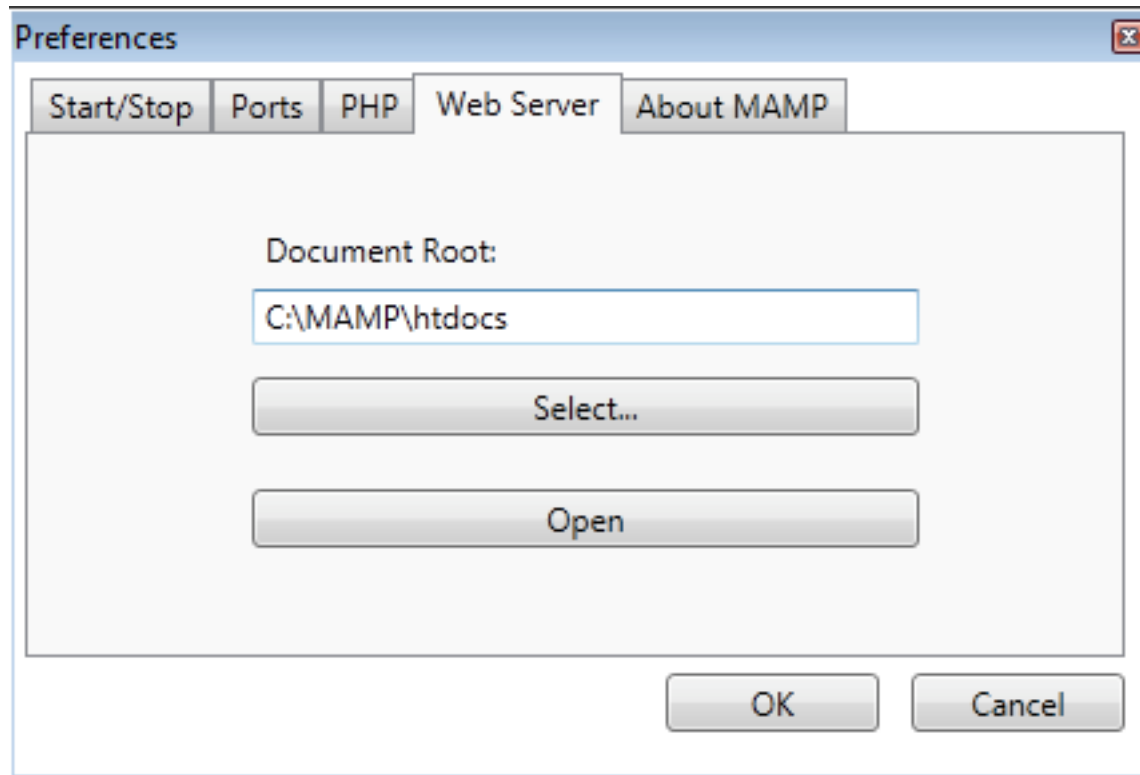 Preferences
Start/Stop Ports PHP Web Server About MAMP
Document Root:
C:\MAMP\htdocs
Select...
Open
OK Cancel